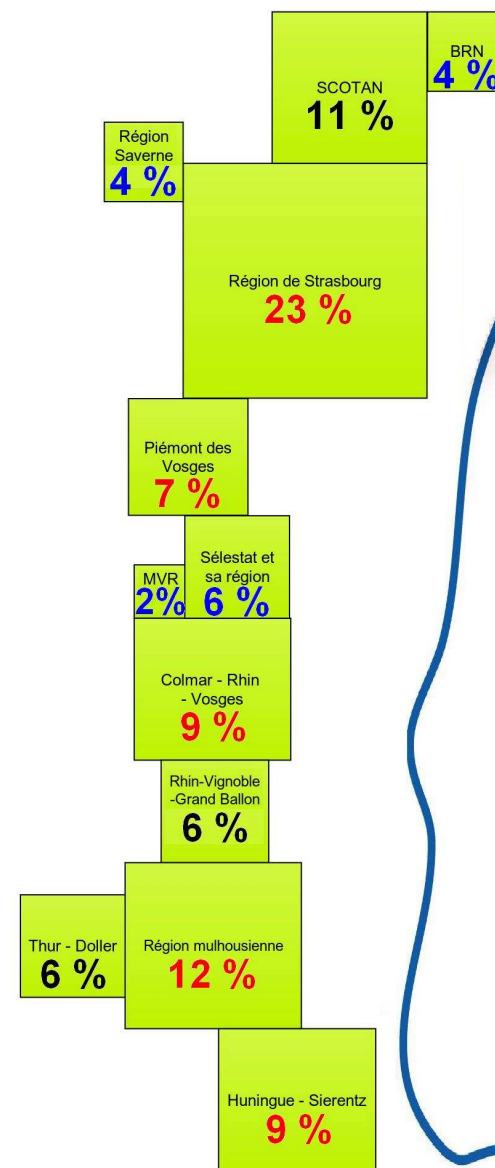 BRN
4 %
SCOTAN
11 %
Région
Saverne
4 %
Région de Strasbourg
23 %
Piémont des
Vosges
7 %
Sélestat et
sa région
6 %
MVR
2%
Colmar - Rhin
- Vosges
9 %
Rhin-Vignoble
-Grand Ballon
6 %
Thur - Doller
6 %
Région mulhousienne
12 %
Huningue - Sierentz
9 %